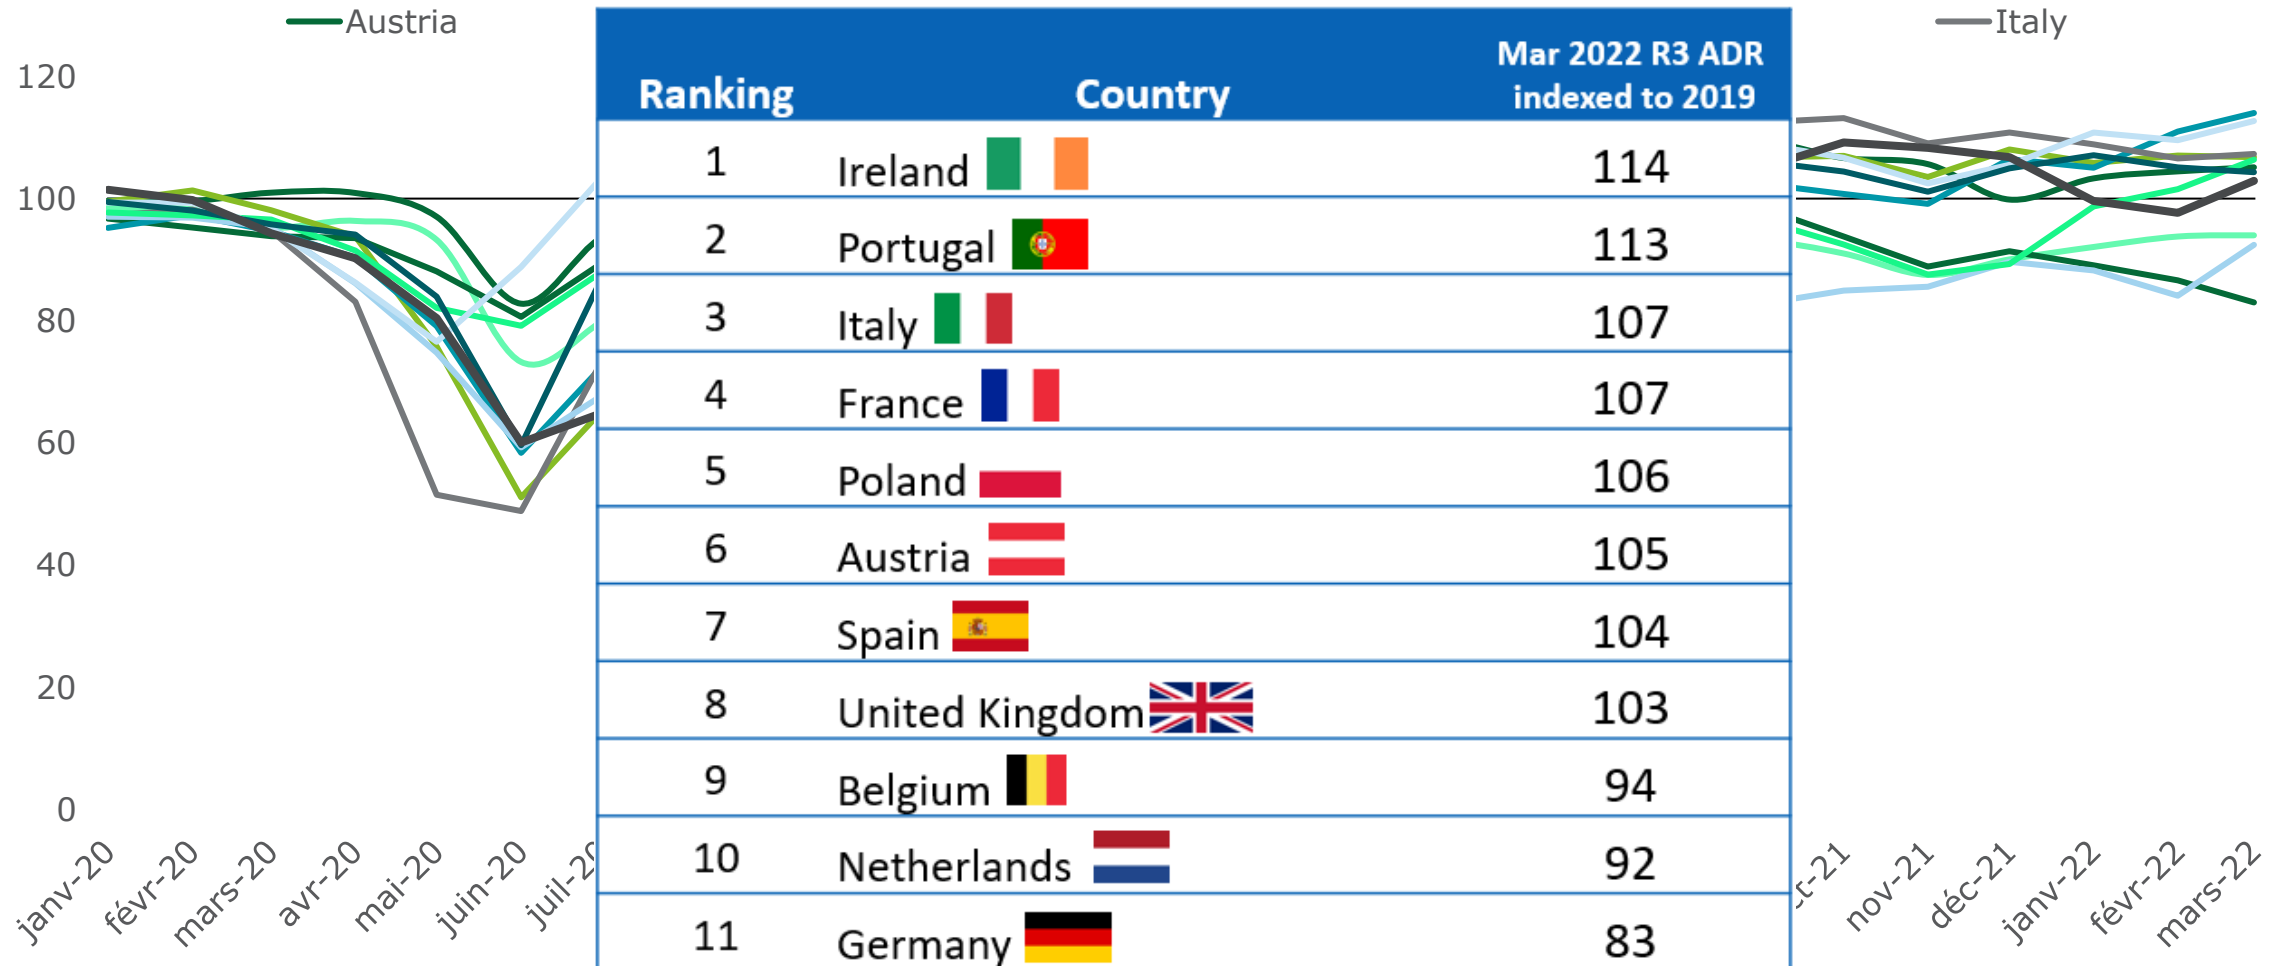 Austria
Italy
120
100
80
60
40
20
0
Ranking Country Mar 2022 R3 ADR
indexed to 2019
1 Ireland 114
2 Portugal 113
3 Italy 107
4 France 107
5 Poland 106
6 Austria 105
7 Spain 104
8 United Kingdom 103
9 Belgium 94
10 Netherlands 92
11 Germany 83
janv-20
févr-20
mars-20
avr-20
mai-20
juin-20
nov-21
déc-21
janv-22
févr-22
mars-22